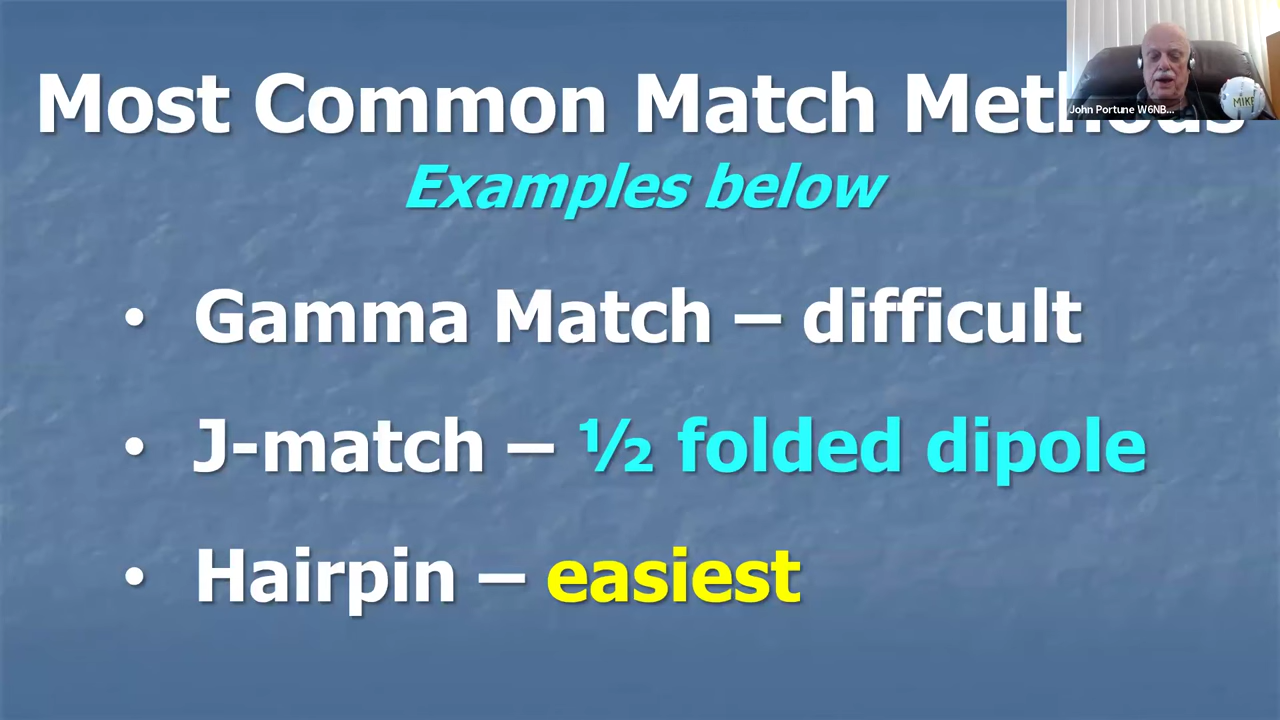 Most Common Match Methods
Examples below
• Gamma Match – difficult
• J-match – ½ folded dipole
• Hairpin – easiest
John Portune W6NB...
MIKE